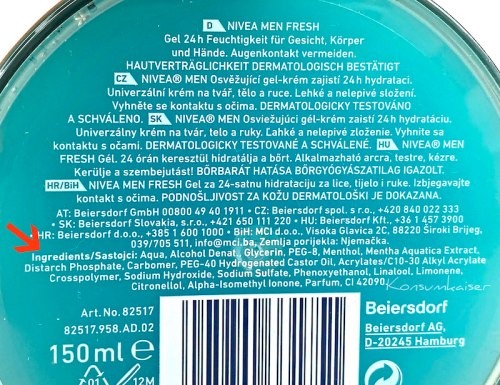 D NIVEA MEN FRESH
Gel 24h Feuchtigkeit für Gesicht, Körper
und Hände. Augenkontakt vermeiden.
HAUTVERTRÄGLICHKEIT DERMATOLOGISCH BESTÄTIGT
CZ NIVEA® MEN Osvěžující gel-krém zajistí 24h hydrataci.
Univerzální krém na tvář, tělo a ruce. Lehké a nelepivé složení.
Vyhněte se kontaktu s očima. DERMATOLOGICKY TESTOVÁNO
A SCHVÁLENO. SK NIVEA® MEN Osviežujúci gél-krém zaistí 24h hydratáciu.
Univerzálny krém na tvár, telo a ruky. Ľahké a nelepivé zloženie. Vyhnite sa
kontaktu s očami. DERMATOLOGICKY TESTOVANÉ A SCHVÁLENÉ. HU NIVEA® MEN
FRESH Gél. 24 órán keresztül hidratálja a bőrt. Alkalmazható arcra, testre, kézre.
Kerülje a szembejutást! BŐRBARÁT HATÁSA BŐRGYÓGYÁSZATILAG IGAZOLT.
HR/BiH NIVEA MEN FRESH Gel za 24-satnu hidrataciju za lice, tijelo i ruke. Izbjegavajte
kontakt s očima. PODNOŠLJIVOST ZA KOŽU DERMATOLOŠKI DOKAZANA.
AT: Beiersdorf GmbH 00800 49 40 1911 • CZ: Beiersdorf spol. s r.o., +420 840 022 333
• SK: Beiersdorf Slovakia, s.r.o., +421 650 111 220 • HU: Beiersdorf Kft., +36 1 457 3900
HR: Beiersdorf d.o.o., +385 1 600 1000 • BiH: MCI d.o.o., Visoka Glavica 2C, 88220 Široki Brijeg,
039/705 511, info@mci.ba, Zemlja porijekla: Njemačka.
Ingredients/Sastojci: Aqua, Alcohol Denat, Glycerin, PEG-8, Menthol, Mentha Aquatica Extract,
Distarch Phosphate, Carbomer, PEG-40 Hydrogenated Castor Oil, Acrylates/C10-30 Alkyl Acrylate
Crosspolymer, Sodium Hydroxide, Sodium Sulfate, Phenoxyethanol, Linalool, Limonene,
Citronellol, Alpha-Isomethyl Ionone, Parfum, CI 42090
Konsumkaiser
Art.No. 82517
82517.958.AD.02
150 ml e
12M
Beiersdorf
Beiersdorf AG,
D-20245 Hamburg